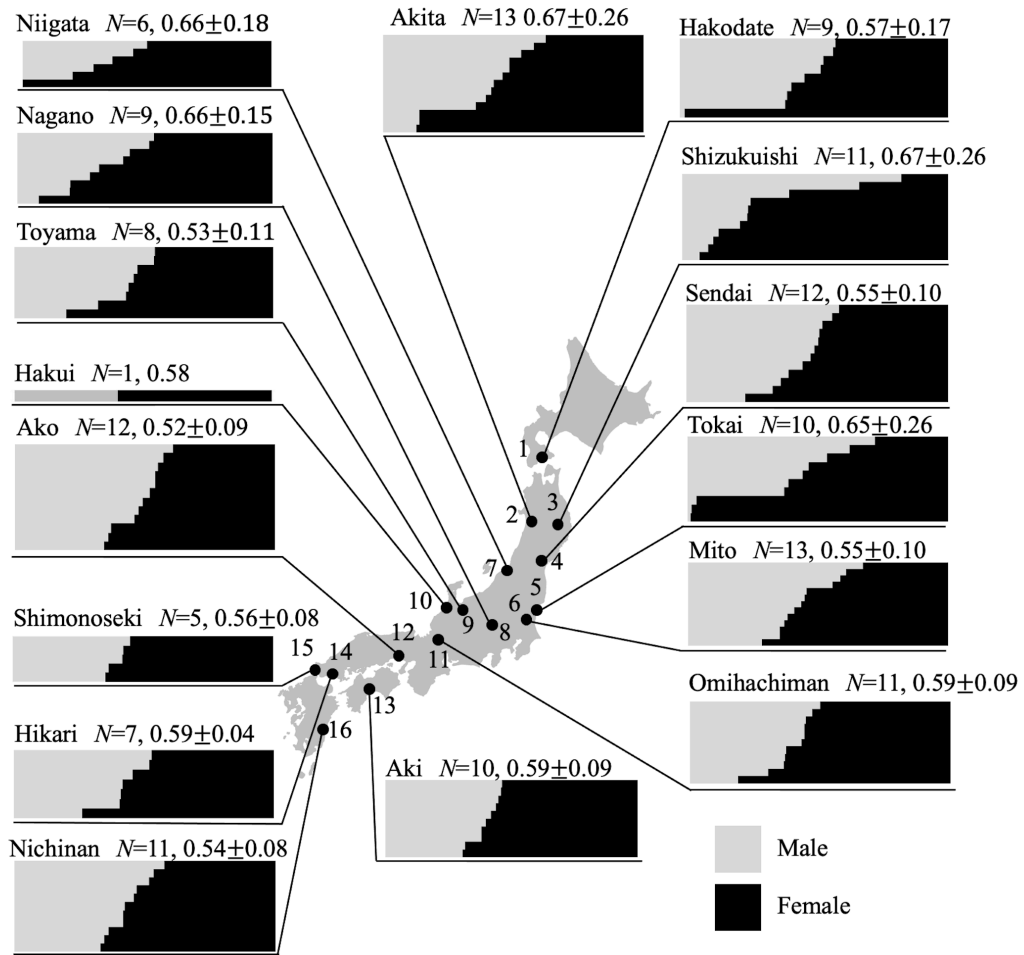 Niigata N=6, 0.66±0.18
Akita N=13 0.67±0.26
Hakodate N=9, 0.57±0.17
Nagano N=9, 0.66±0.15
Shizukuishi N=11, 0.67±0.26
Toyama N=8, 0.53±0.11
Sendai N=12, 0.55±0.10
Hakui N=1, 0.58
Ako N=12, 0.52±0.09
Tokai N=10, 0.65±0.26
1
2
3
4
Mito N=13, 0.55±0.10
5
6
7
8
9
10
11
12
Shimonoseki N=5, 0.56±0.08
15
14
13
16
Omihachiman N=11, 0.59±0.09
Hikari N=7, 0.59±0.04
Aki N=10, 0.59±0.09
Nichinan N=11, 0.54±0.08
Male
Female